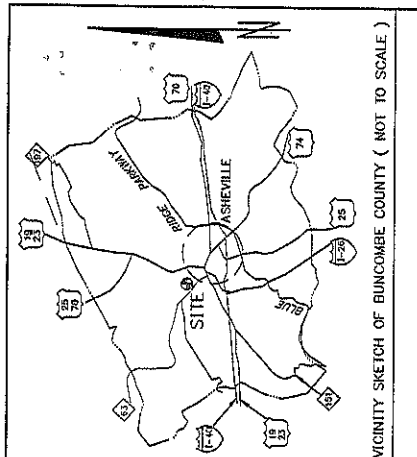 N
197
70
I-40
19
23
RIDGE PARKWAY
25
70
74
ASHEVILLE
SITE
63
25
I-26
BLUE
I-40
19
23
151
VICINITY SKETCH OF BUNCOMBE COUNTY ( NOT TO SCALE )